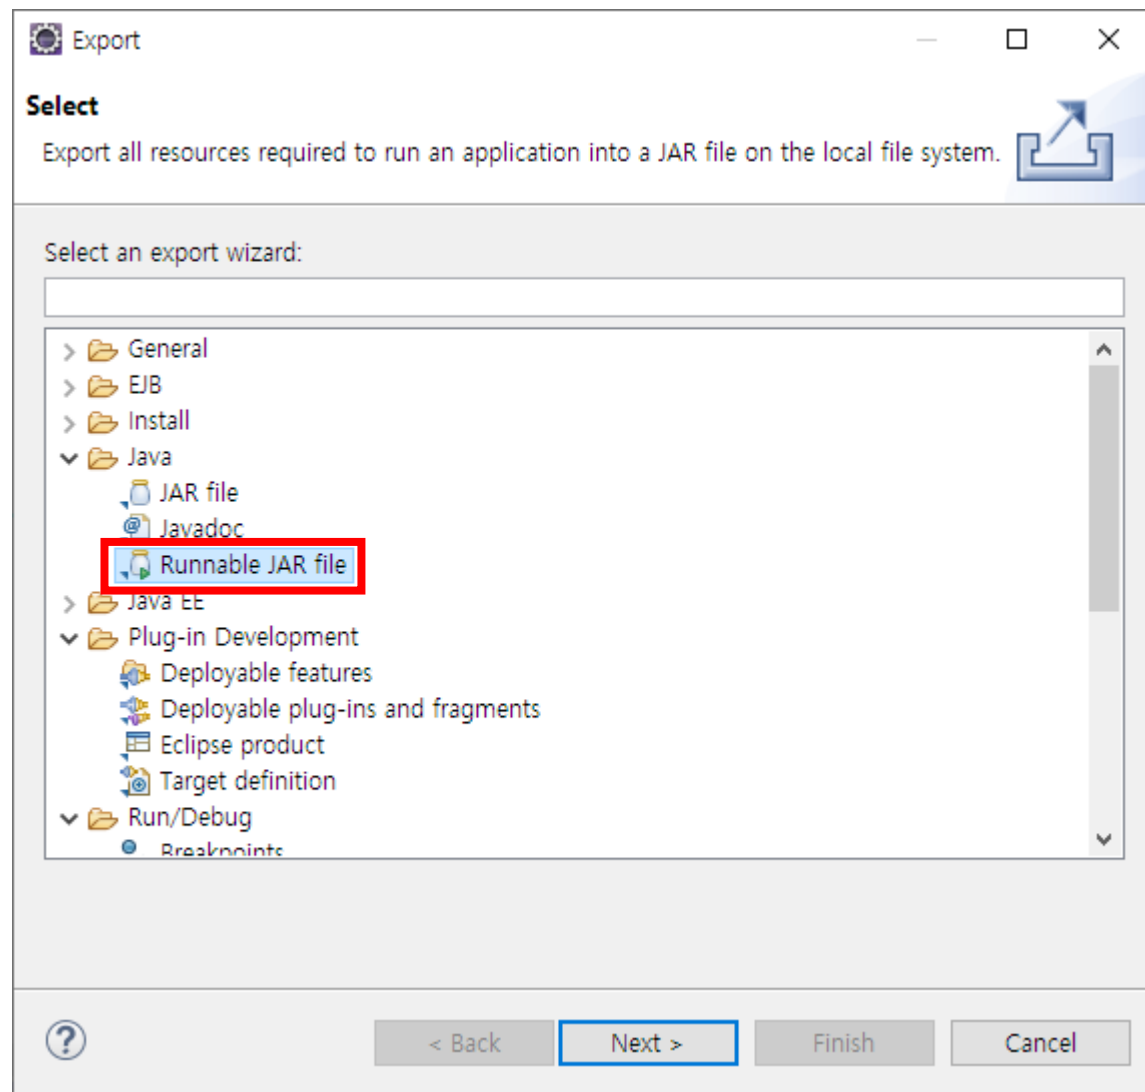 Export
Select
Export all resources required to run an application into a JAR file on the local file system.
Select an export wizard:
General
EJB
Install
Java
JAR file
Javadoc
Runnable JAR file
Java EE
Plug-in Development
Deployable features
Deployable plug-ins and fragments
Eclipse product
Target definition
Run/Debug
Breakpoints
< Back Next > Finish Cancel